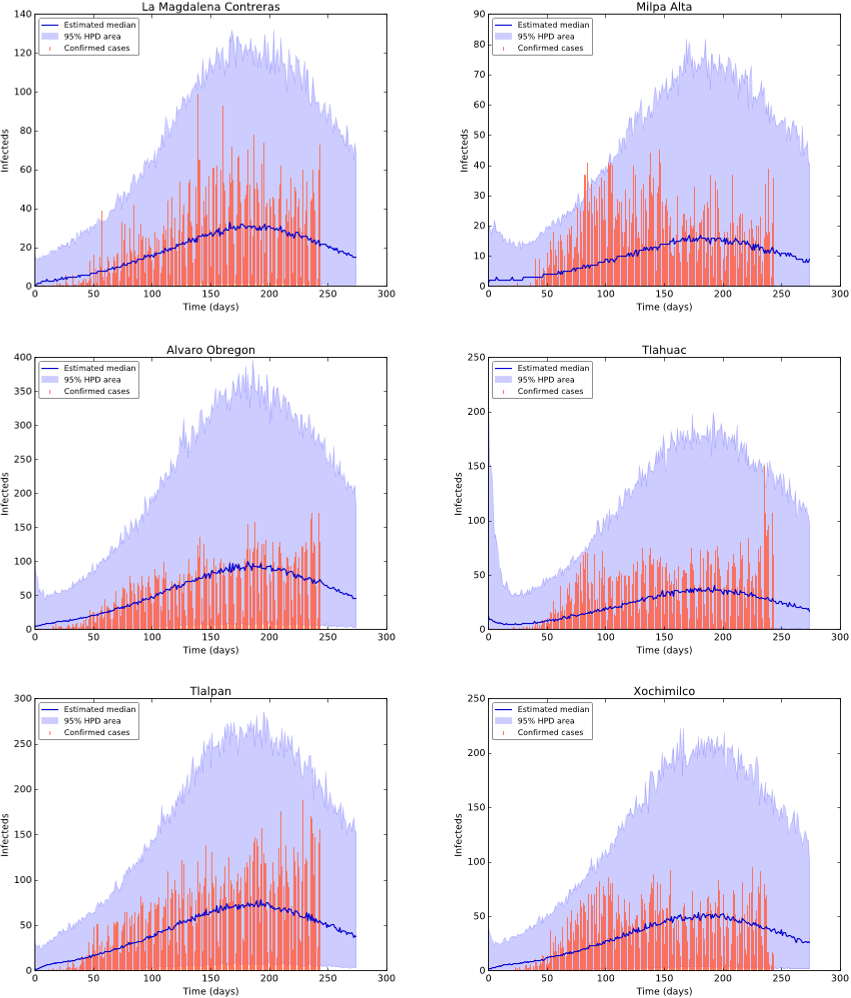 La Magdalena Contreras
140
120
100
80
60
40
20
0
Infecteds
Estimated median
95% HPD area
Confirmed cases
0 50 100 150 200 250 300
Time (days)
Milpa Alta
90
80
70
60
50
40
30
20
10
0
Infecteds
Estimated median
95% HPD area
Confirmed cases
0 50 100 150 200 250 300
Time (days)
Alvaro Obregon
400
350
300
250
200
150
100
50
0
Infecteds
Estimated median
95% HPD area
Confirmed cases
0 50 100 150 200 250 300
Time (days)
Tlahuac
250
200
150
100
50
0
Infecteds
Estimated median
95% HPD area
Confirmed cases
0 50 100 150 200 250 300
Time (days)
Tlalpan
300
250
200
150
100
50
0
Infecteds
Estimated median
95% HPD area
Confirmed cases
0 50 100 150 200 250 300
Time (days)
Xochimilco
250
200
150
100
50
0
Infecteds
Estimated median
95% HPD area
Confirmed cases
0 50 100 150 200 250 300
Time (days)